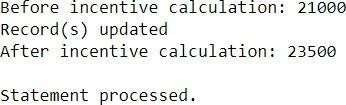 Before incentive calculation: 21000
Record(s) updated
After incentive calculation: 23500
Statement processed.